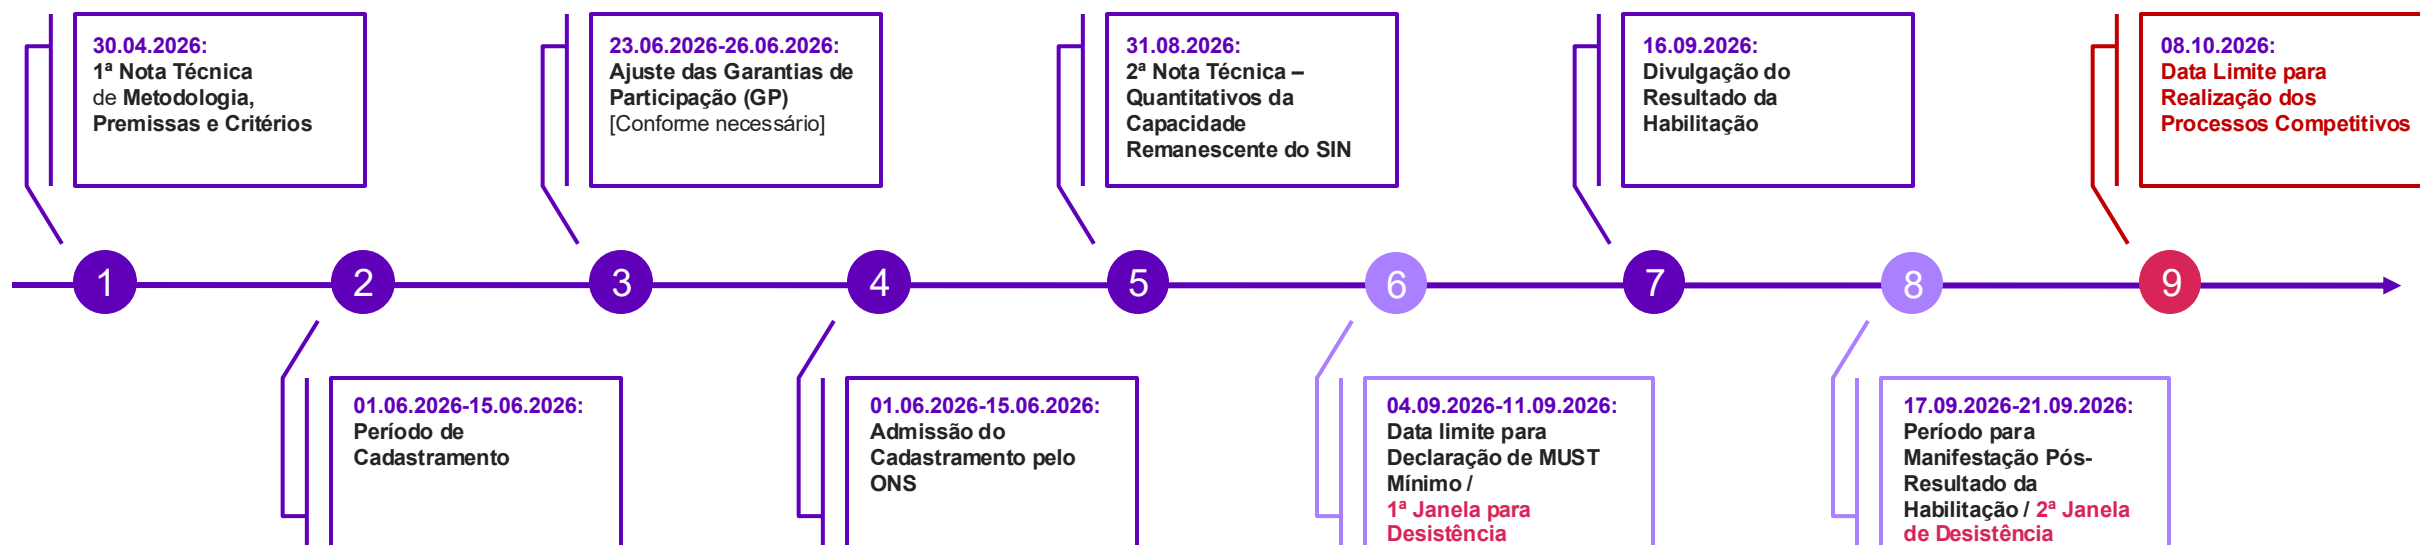 30.04.2026:
1ª Nota Técnica
de Metodologia,
Premissas e Critérios
23.06.2026-26.06.2026:
Ajuste das Garantias de
Participação (GP)
[Conforme necessário]
31.08.2026:
2ª Nota Técnica –
Quantitativos da
Capacidade
Remanescente do SIN
16.09.2026:
Divulgação do
Resultado da
Habilitação
08.10.2026:
Data Limite para
Realização dos
Processos Competitivos
1
2
3
4
5
6
7
8
9
01.06.2026-15.06.2026:
Período de
Cadastramento
01.06.2026-15.06.2026:
Admissão do
Cadastramento pelo
ONS
04.09.2026-11.09.2026:
Data limite para
Declaração de MUST
Mínimo /
1ª Janela para
Desistência
17.09.2026-21.09.2026:
Período para
Manifestação Pós-
Resultado da
Habilitação / 2ª Janela
de Desistência